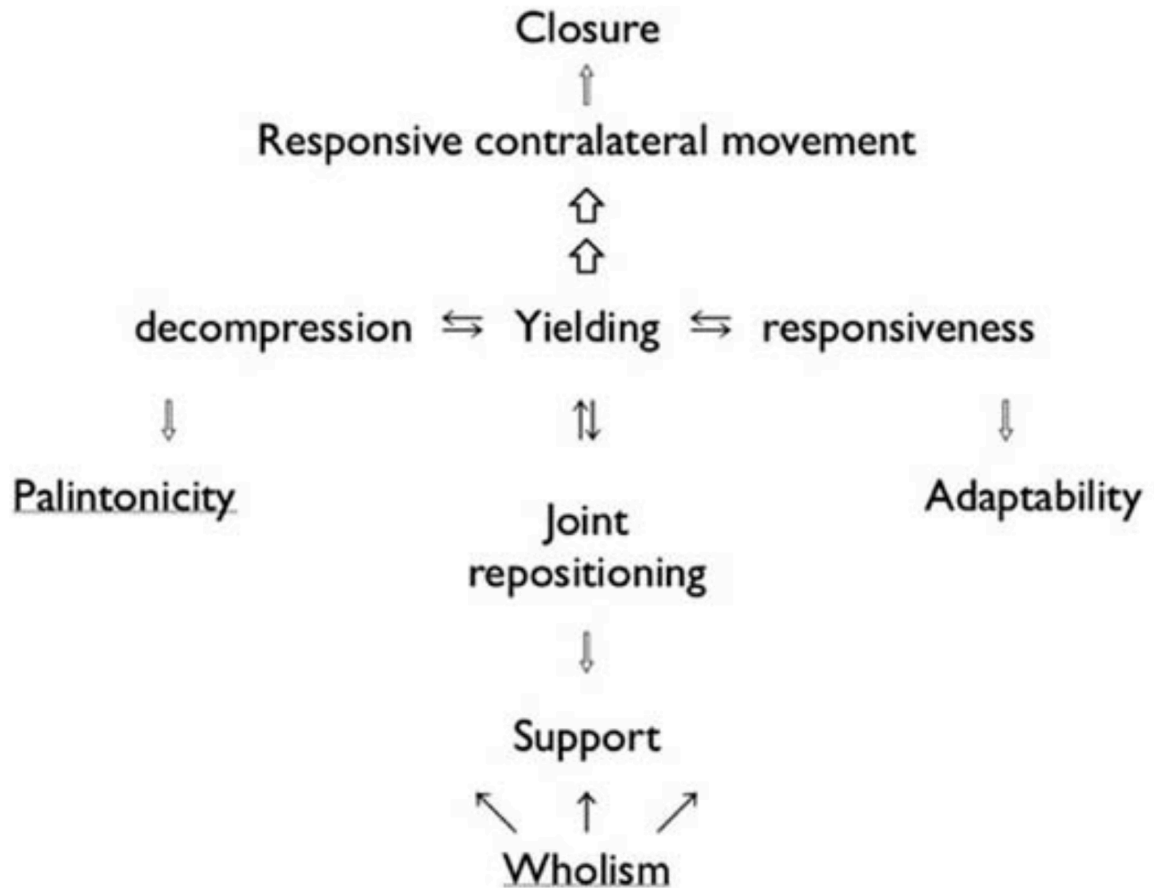 Closure
Responsive contralateral movement
decompression Yielding responsiveness
Palintonicity Adaptability
Joint
repositioning
Support
Wholism